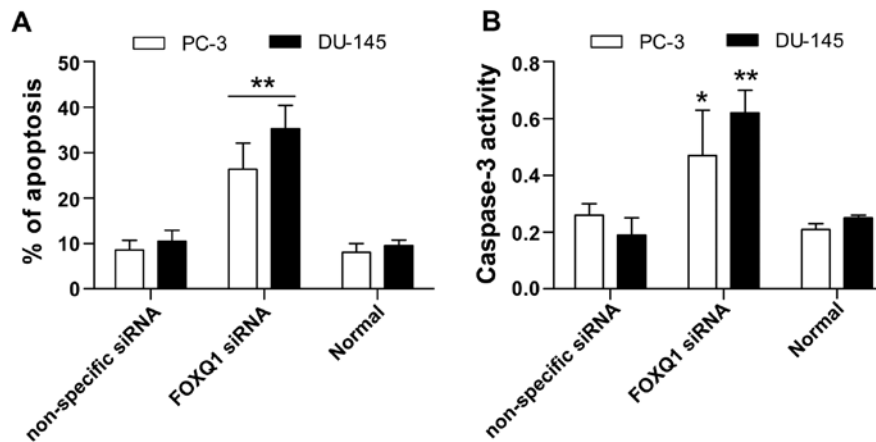 A
PC-3 DU-145
% of apoptosis
50
40
30
20
10
0
**
non-specific siRNA
FOXQ1 siRNA
Normal
B
PC-3 DU-145
Caspase-3 activity
0.8
0.6
0.4
0.2
0.0
*
**
non-specific siRNA
FOXQ1 siRNA
Normal